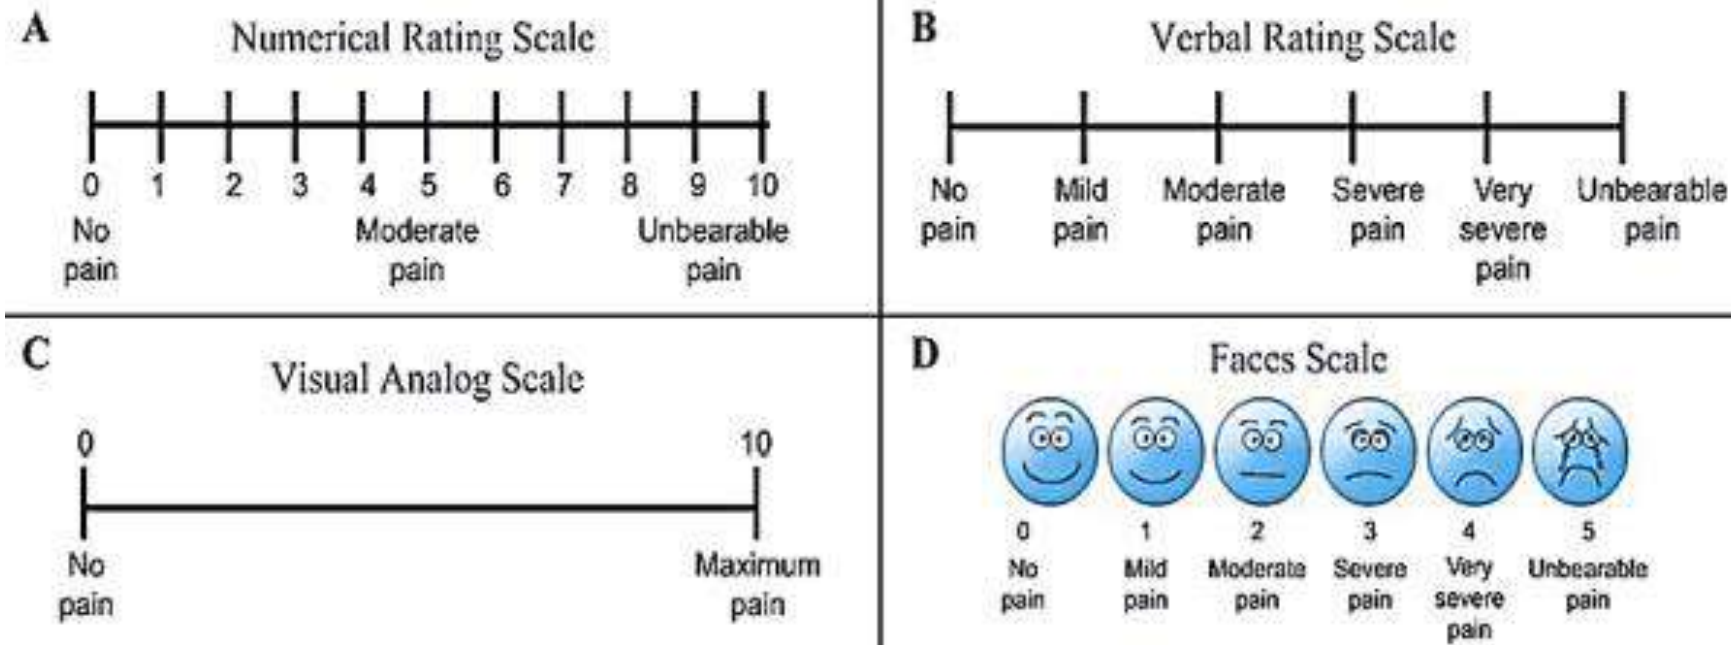 A
Numerical Rating Scale
0 1 2 3 4 5 6 7 8 9 10
No Moderate Unbearable
pain pain pain
B
Verbal Rating Scale
No Mild Moderate Severe Very Unbearable
pain pain pain pain severe pain
pain
C
Visual Analog Scale
0 10
No Maximum
pain pain
D
Faces Scale
0 1 2 3 4 5
No Mild Moderate Severe Very Unbearable
pain pain pain pain severe pain
pain